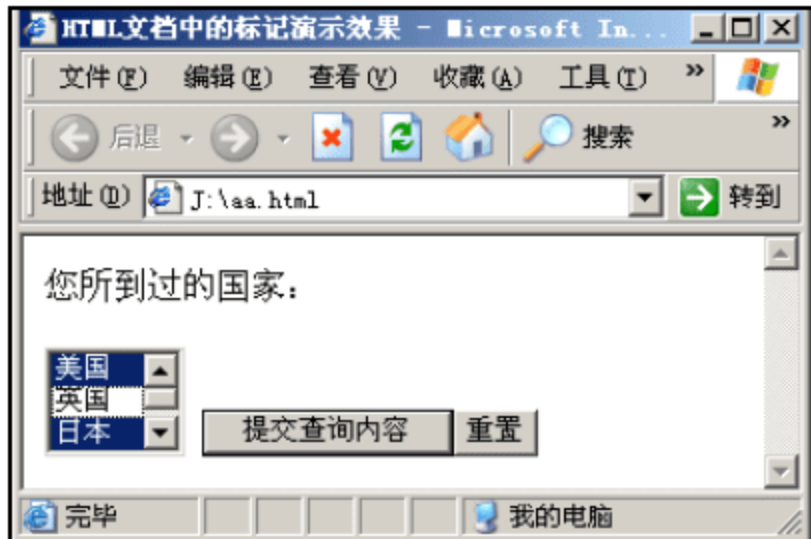 HTML文档中的标记演示效果 - Microsoft In...
文件(F) 编辑(E) 查看(V) 收藏(A) 工具(T) »
后退 搜索 »
地址(D) J:\aa.html 转到
您所到过的国家：
美国
英国
日本
提交查询内容 重置
完毕 我的电脑